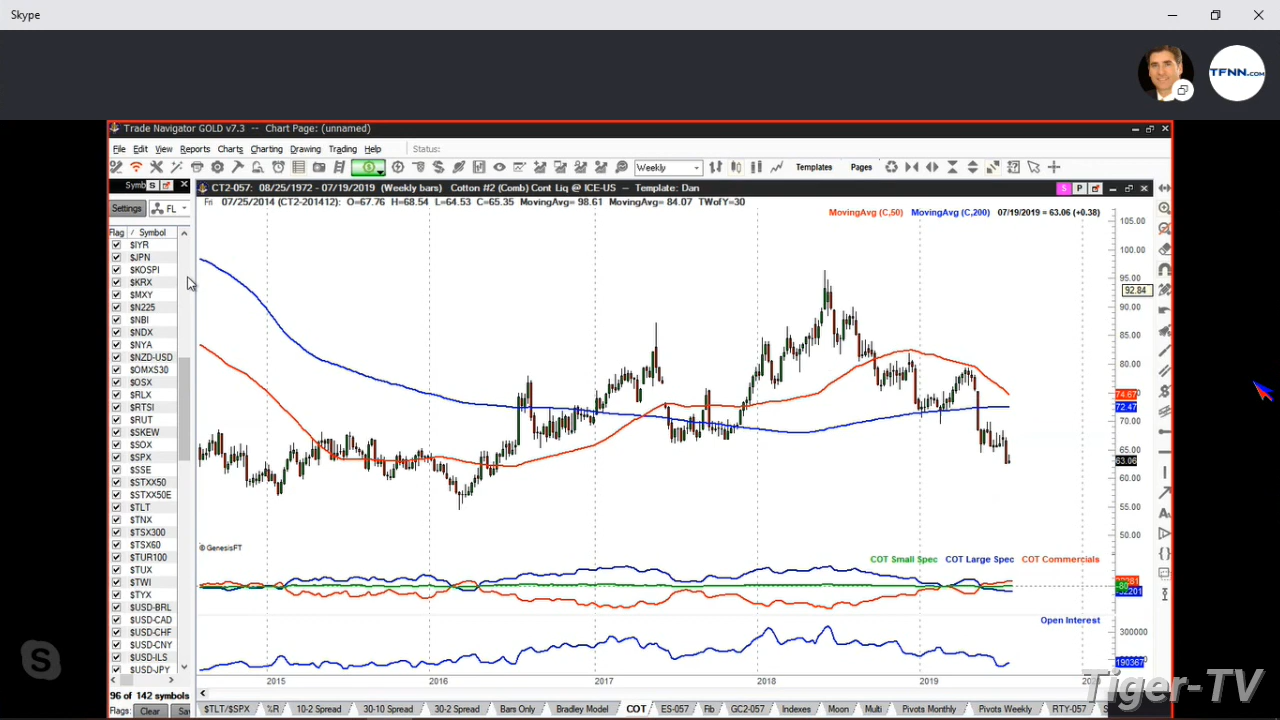 Skype
TFNN.COM
Trade Navigator GOLD v7.3 -- Chart Page: (unnamed)
File Edit View Reports Charts Charting Drawing Trading Help Status:
Weekly Templates Pages
Symb S
CT2-057: 08/25/1972 - 07/19/2019 (Weekly bars) Cotton #2 (Comb) Cont Liq @ ICE-US -- Template: Dan
S P
Settings FL
Fri 07/25/2014 (CT2-201412) O=67.76 H=68.54 L=64.53 C=65.35 MovingAvg= 98.61 MovingAvg= 84.07 TWofY=30
MovingAvg (C,50) MovingAvg (C,200) 07/19/2019 = 63.06 (+0.38)
Flag / Symbol
$IYR
$JPN
$KOSPI
$KRX
$MXY
$N225
$NBI
$NDX
$NYA
$NZD-USD
$OMXS30
$OSX
$RLX
$RTSI
$RUT
$SKEW
$SOX
$SPX
$SSE
$STXX50
$STXX50E
$TLT
$TNX
$TSX300
$TSX60
$TUR100
$TUX
$TWI
$TYX
$USD-BRL
$USD-CAD
$USD-CHF
$USD-CNY
$USD-ILS
$USD-JPY
105.00
100.00
95.00
92.84
90.00
85.00
80.00
74.67
72.47
70.00
65.00
63.06
60.00
55.00
50.00
© GenesisFT
COT Small Spec COT Large Spec COT Commercials
Open Interest
300000
190367
2015 2016 2017 2018 2019
96 of 142 symbols
Flags: Clear
$TLT/$SPX %R 10-2 Spread 30-10 Spread 30-2 Spread Bars Only Bradley Model COT ES-057 Fib GC2-057 Indexes Moon Multi Pivots Monthly Pivots Weekly RTY-057
Tiger-TV